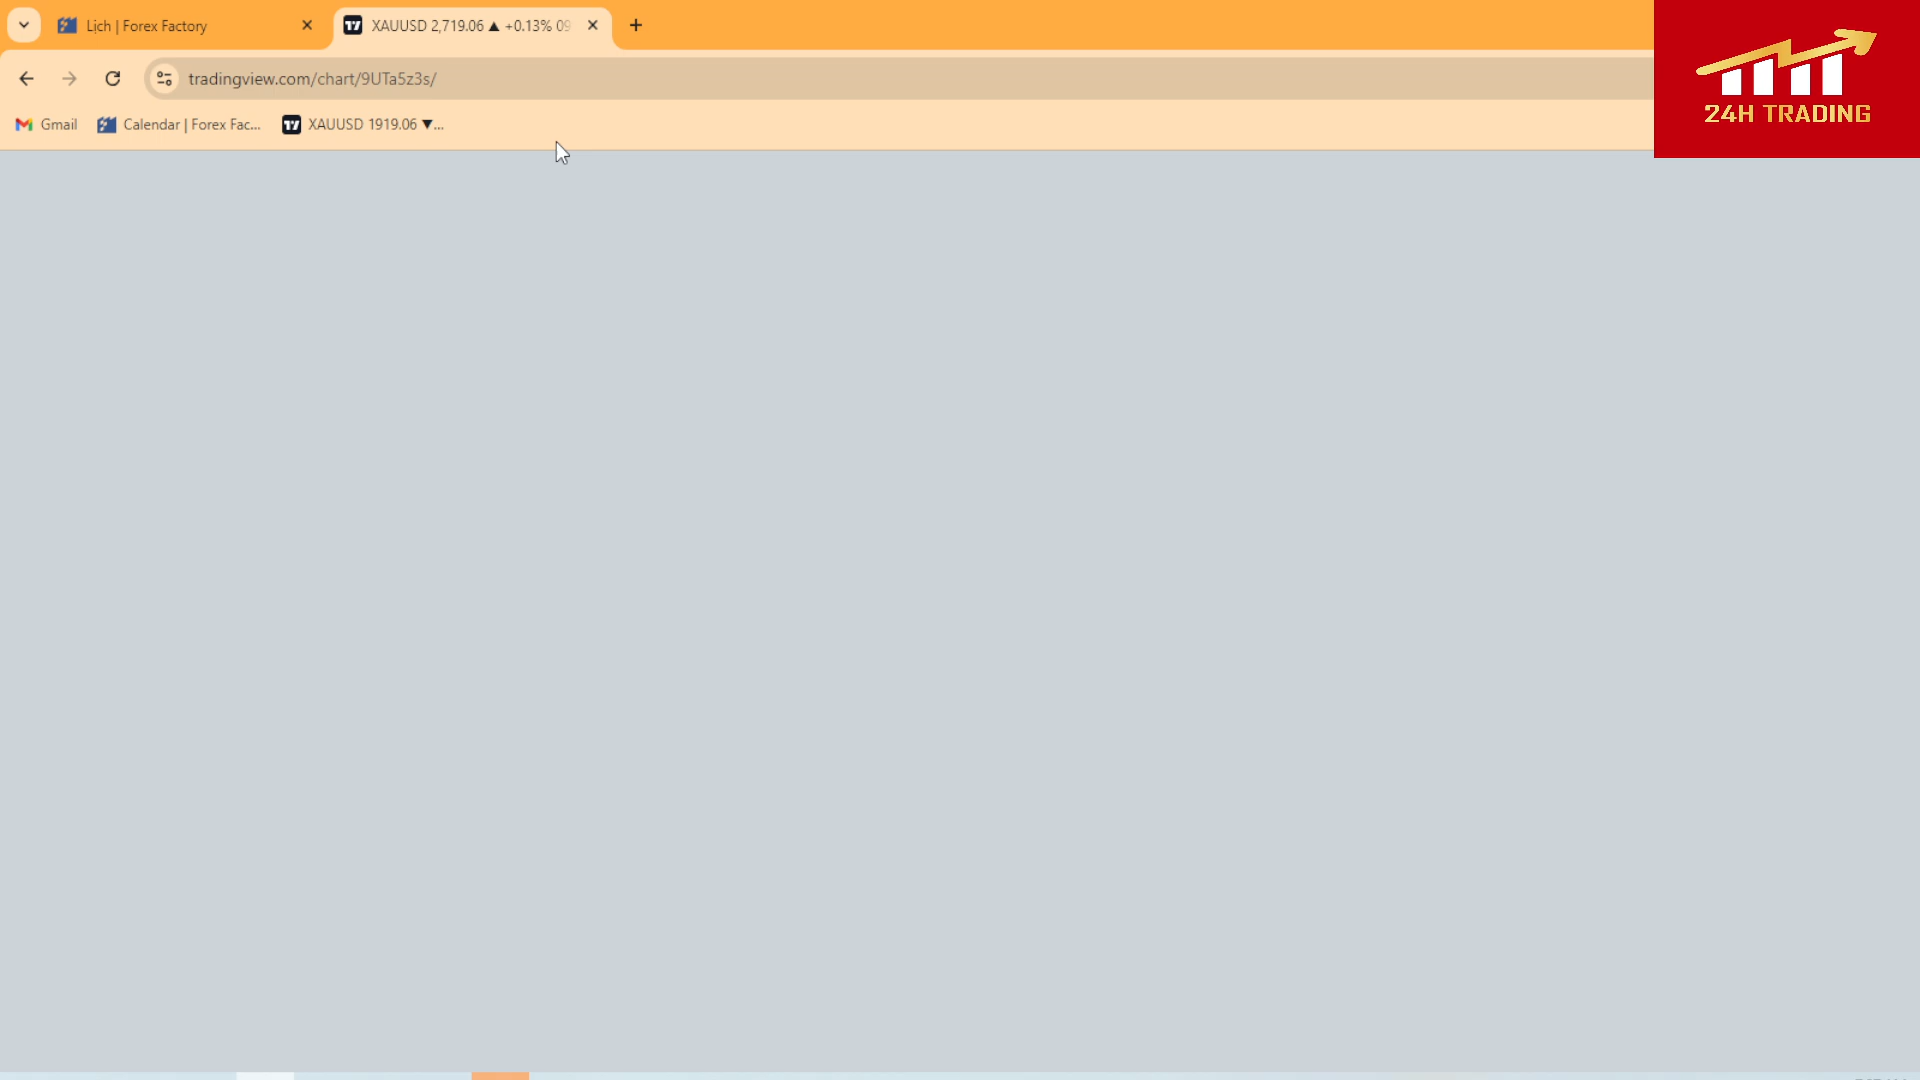 Lịch | Forex Factory
XAUUSD 2,719.06 ▲ +0.13% 09
tradingview.com/chart/9UTa5z3s/
Gmail
Calendar | Forex Fac...
XAUUSD 1919.06 ▼...
24H TRADING